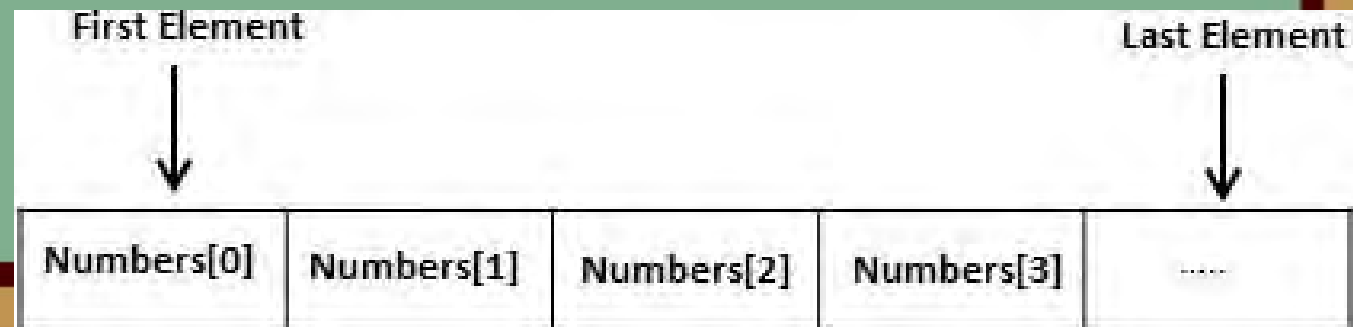 First Element
Last Element
Numbers[0] Numbers[1] Numbers[2] Numbers[3] .....